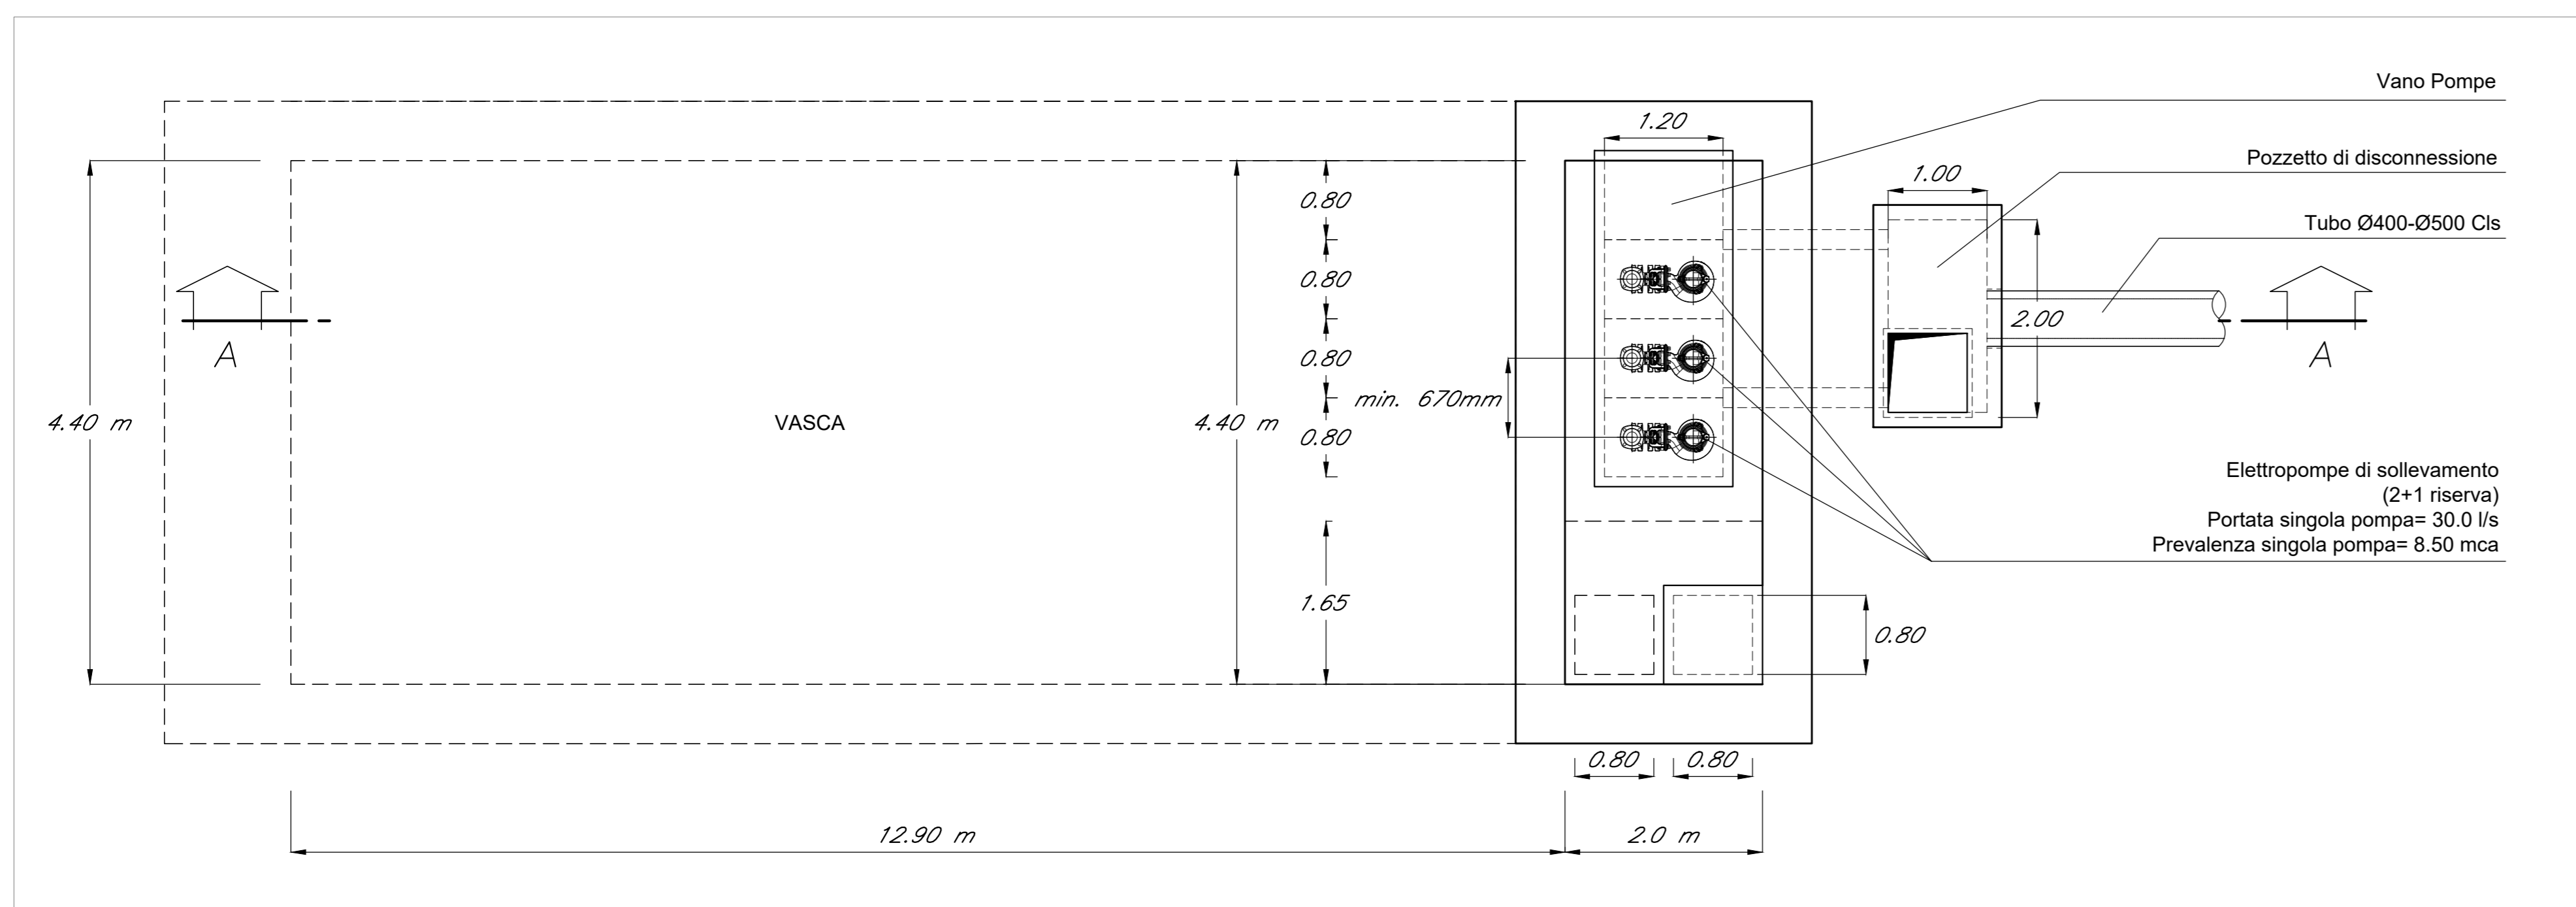 Vano Pompe
1.20
Pozzetto di disconnessione
1.00
0.80
Tubo Ø400-Ø500 Cls
0.80
2.00
A
A
0.80
min. 670mm
4.40 m
VASCA
4.40 m
0.80
Elettropompe di sollevamento
(2+1 riserva)
Portata singola pompa= 30.0 l/s
Prevalenza singola pompa= 8.50 mca
1.65
0.80
0.80
0.80
12.90 m
2.0 m